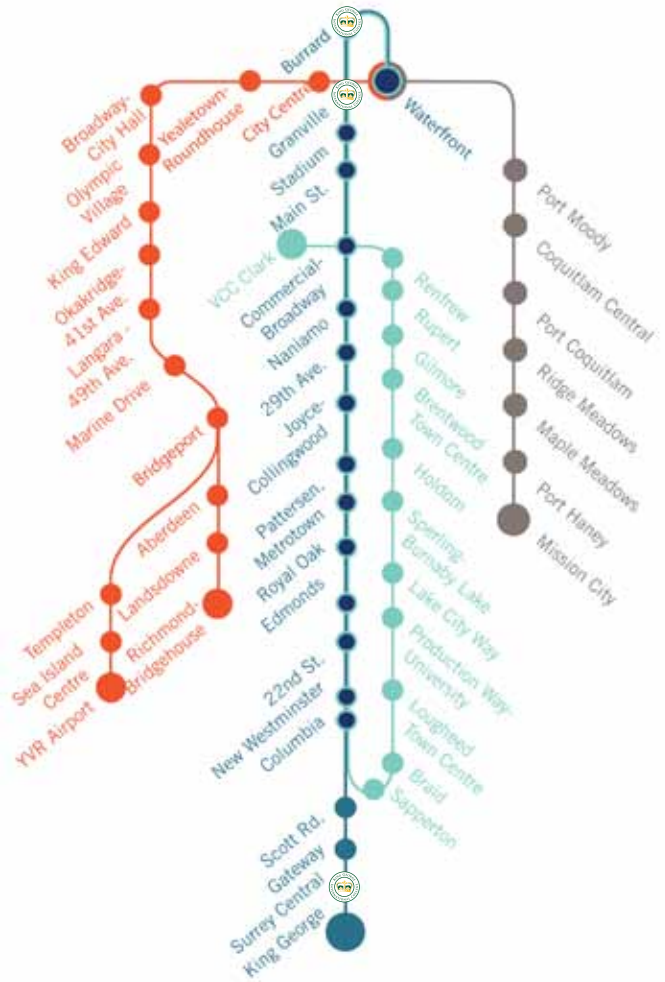 Burrard
Waterfront
City Centre
Yealetown-
Roundhouse
Broadway-
City Hall
Olympic
Village
King Edward
Okakridge-
41st Ave.
Langara -
49th Ave.
Marine Drive
Bridgeport
Aberdeen
Landsdowne
Richmond-
Bridgehouse
Templeton
Sea Island
Centre
YVR Airport
Granville
Stadium
Main St.
VCC Clark
Commercial-
Broadway
Naniamo
29th Ave.
Joyce-
Collingwood
Pattersen.
Metrotown
Royal Oak
Edmonds
22nd St.
New Westminster
Columbia
Scott Rd.
Gateway
Surrey Central
King George
Renfrew
Rupert
Gilmore
Brentwood
Town Centre
Holdom
Sperling-
Burnaby Lake
Lake City Way
Production Way-
University
Lougheed
Town Centre
Braid
Sapperton
Port Moody
Coquitlam Central
Port Coquitlam
Ridge Meadows
Maple Meadows
Port Haney
Mission City